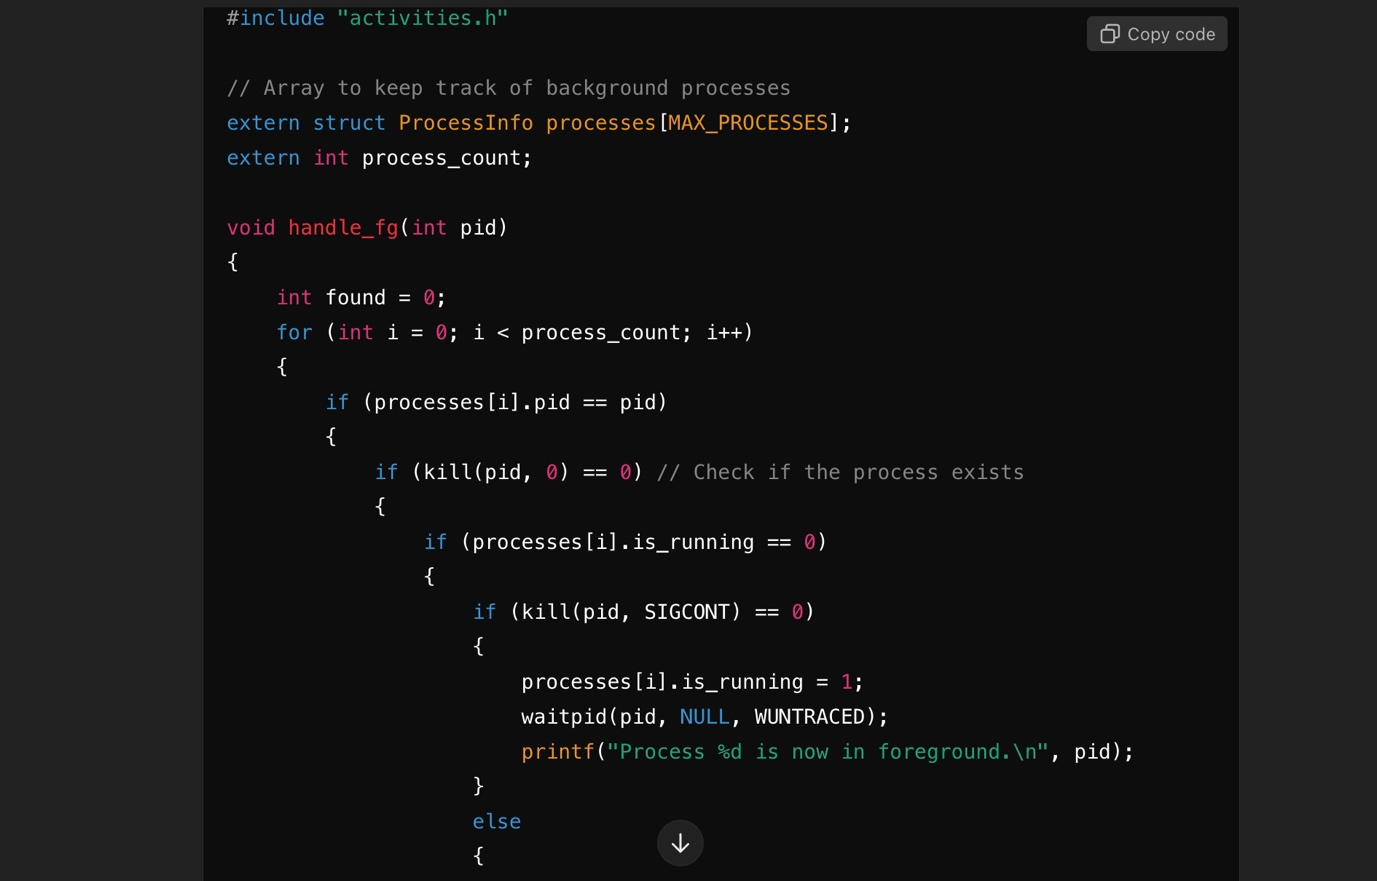 #include "activities.h"
Copy code
// Array to keep track of background processes
extern struct ProcessInfo processes[MAX_PROCESSES];
extern int process_count;
void handle_fg(int pid)
{
    int found = 0;
    for (int i = 0; i < process_count; i++)
    {
        if (processes[i].pid == pid)
        {
            if (kill(pid, 0) == 0) // Check if the process exists
            {
                if (processes[i].is_running == 0)
                {
                    if (kill(pid, SIGCONT) == 0)
                    {
                        processes[i].is_running = 1;
                        waitpid(pid, NULL, WUNTRACED);
                        printf("Process %d is now in foreground.\n", pid);
                    }
                    else
                    {